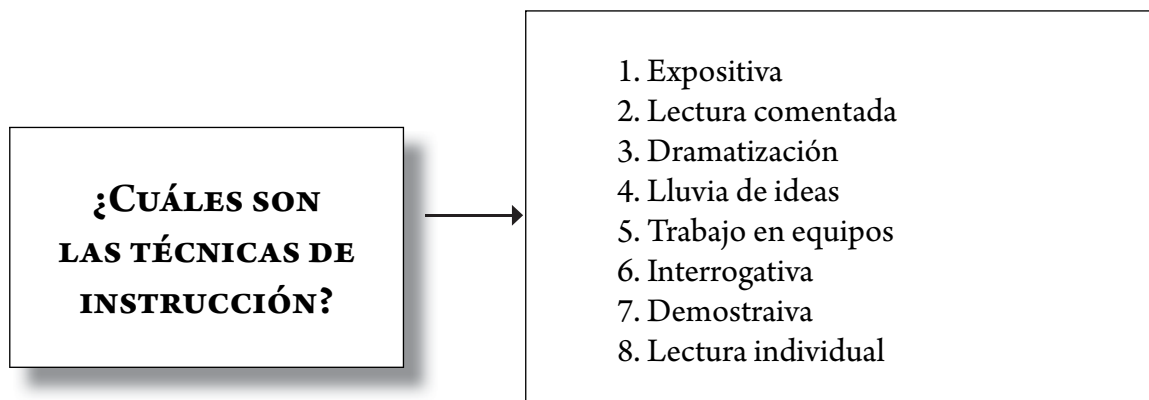 ¿Cuáles son
las técnicas de
instrucción?
1. Expositiva
2. Lectura comentada
3. Dramatización
4. Lluvia de ideas
5. Trabajo en equipos
6. Interrogativa
7. Demostraiva
8. Lectura individual